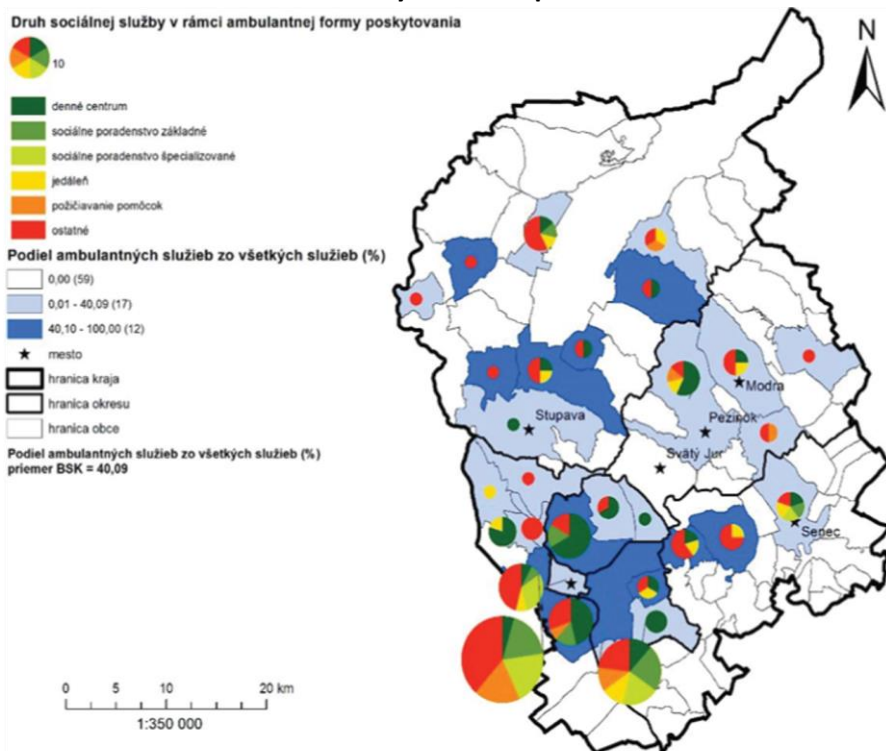 Druh sociálnej služby v rámci ambulantnej formy poskytovania
10
denné centrum
sociálne poradenstvo základné
sociálne poradenstvo špecializované
jedáleň
požičiavanie pomôcok
ostatné
Podiel ambulantných služieb zo všetkých služieb (%)
0,00 (59)
0,01 - 40,09 (17)
40,10 - 100,00 (12)
mesto
hranica kraja
hranica okresu
hranica obce
Podiel ambulantných služieb zo všetkých služieb (%)
priemer BSK = 40,09
N
Modra
Stupava
Pezinok
Svätý Jur
Senec
0 5 10 20 km
1:350 000